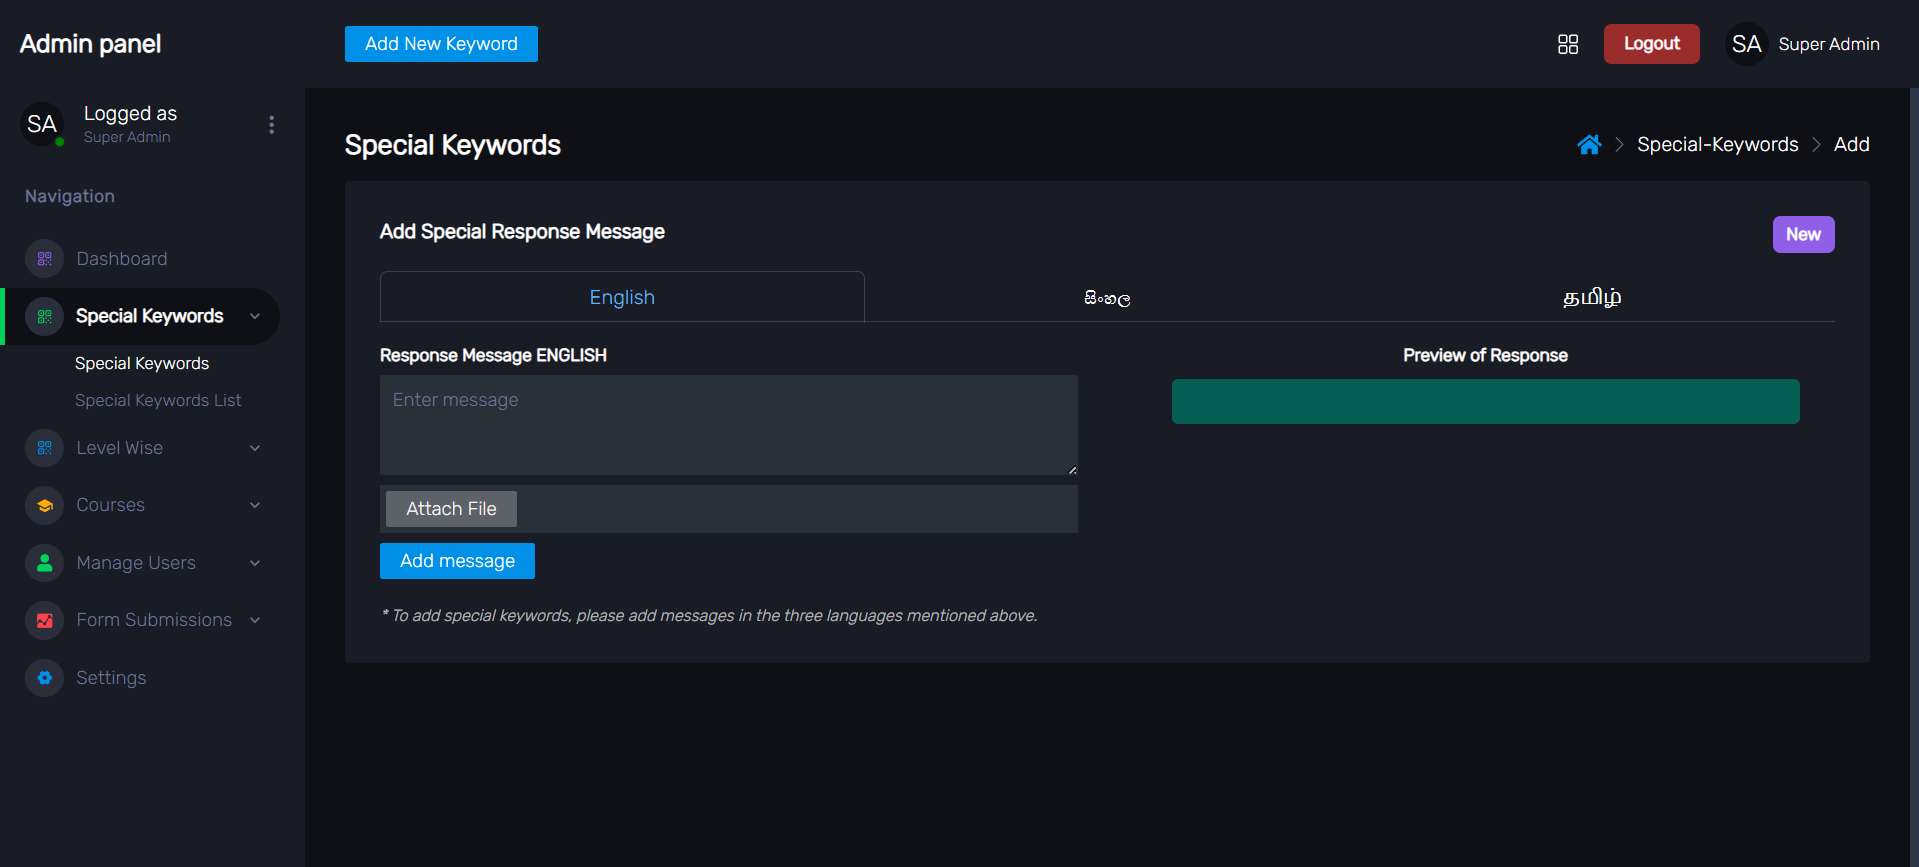 Admin panel
Add New Keyword
Logout
SA
Super Admin
SA
Logged as
Super Admin
Navigation
Dashboard
Special Keywords
Special Keywords
Special Keywords List
Level Wise
Courses
Manage Users
Form Submissions
Settings
Special Keywords
Special-Keywords
Add
Add Special Response Message
New
English
සිංහල
தமிழ்
Response Message ENGLISH
Enter message
Attach File
Add message
Preview of Response
* To add special keywords, please add messages in the three languages mentioned above.